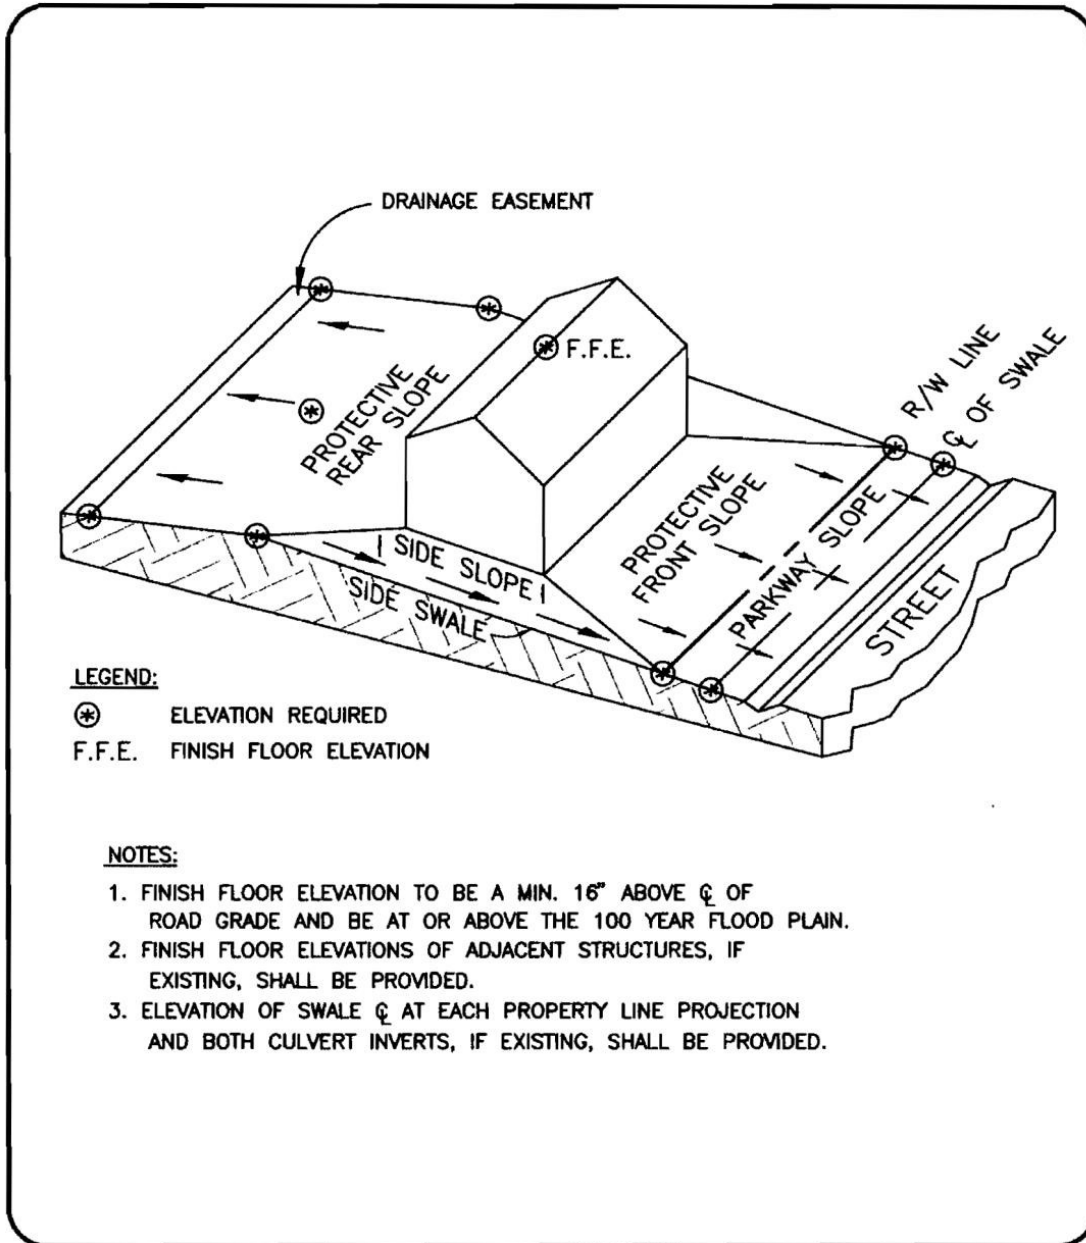 DRAINAGE EASEMENT
F.F.E.
R/W LINE
℄ OF SWALE
PROTECTIVE
REAR SLOPE
PROTECTIVE
FRONT SLOPE
PARKWAY SLOPE
STREET
SIDE SLOPE
SIDE SWALE
LEGEND:
ELEVATION REQUIRED
F.F.E. FINISH FLOOR ELEVATION
NOTES:
1. FINISH FLOOR ELEVATION TO BE A MIN. 16" ABOVE ℄ OF
ROAD GRADE AND BE AT OR ABOVE THE 100 YEAR FLOOD PLAIN.
2. FINISH FLOOR ELEVATIONS OF ADJACENT STRUCTURES, IF
EXISTING, SHALL BE PROVIDED.
3. ELEVATION OF SWALE ℄ AT EACH PROPERTY LINE PROJECTION
AND BOTH CULVERT INVERTS, IF EXISTING, SHALL BE PROVIDED.